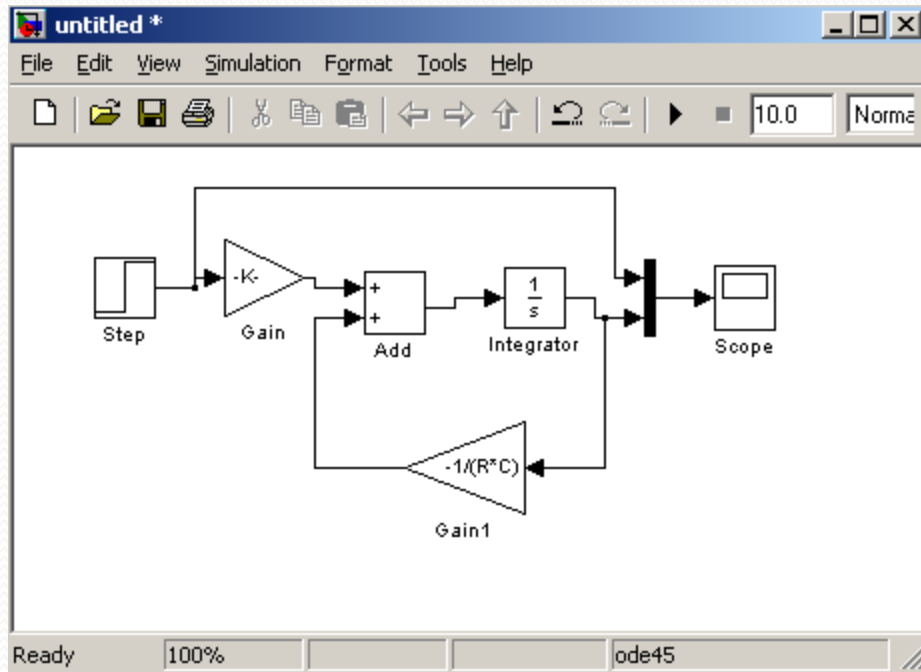 untitled *
File Edit View Simulation Format Tools Help
10.0 Norma
-K-
+
+
1
s
Step
Gain
Add
Integrator
Scope
-1/(R*C)
Gain1
Ready 100% ode45